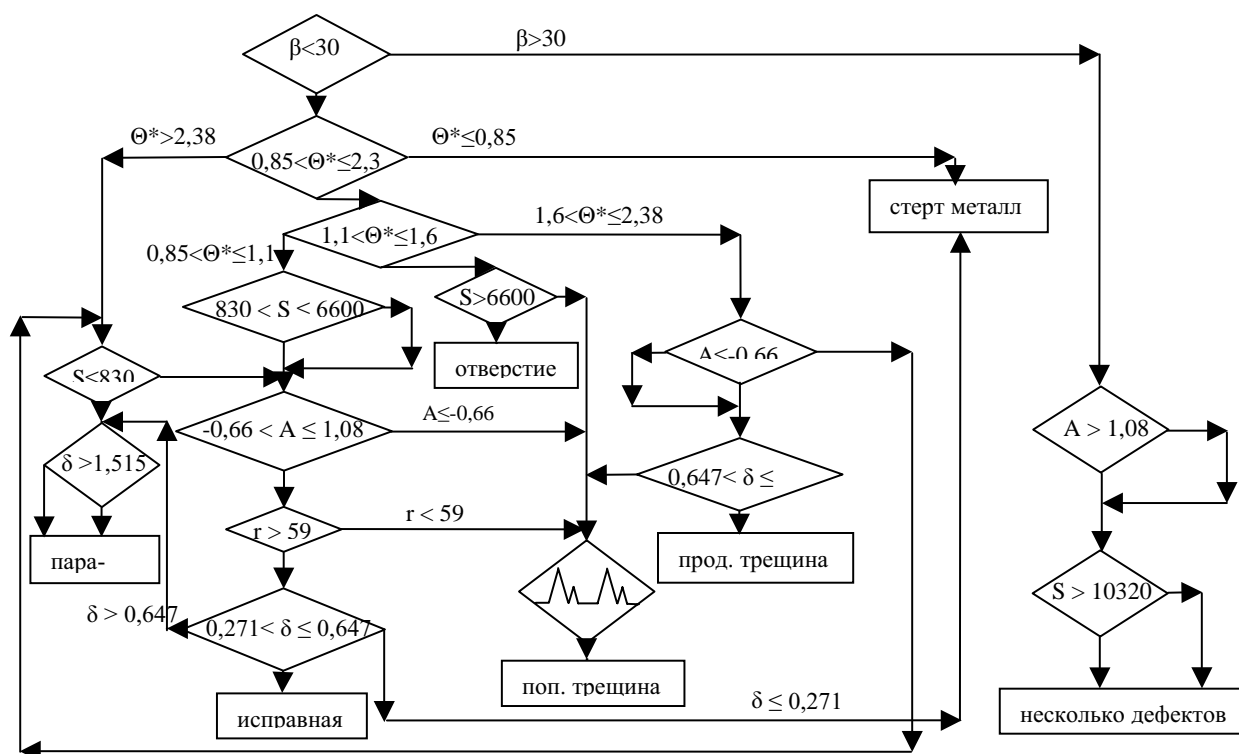 β<30
β>30
Θ*>2,38
Θ*≤0,85
0,85<Θ*≤2,3
стерт металл
1,6<Θ*≤2,38
1,1<Θ*≤1,6
0,85<Θ*≤1,1
830 < S ≤ 6600
S>6600
A≤-0,66
отверстие
S≤830
A≤-0,66
-0,66 < A ≤ 1,08
A > 1,08
δ >1,515
0,647< δ ≤
r < 59
r > 59
пара-
прод. трещина
S > 10320
δ > 0,647
0,271< δ ≤ 0,647
поп. трещина
δ ≤ 0,271
исправная
несколько дефектов